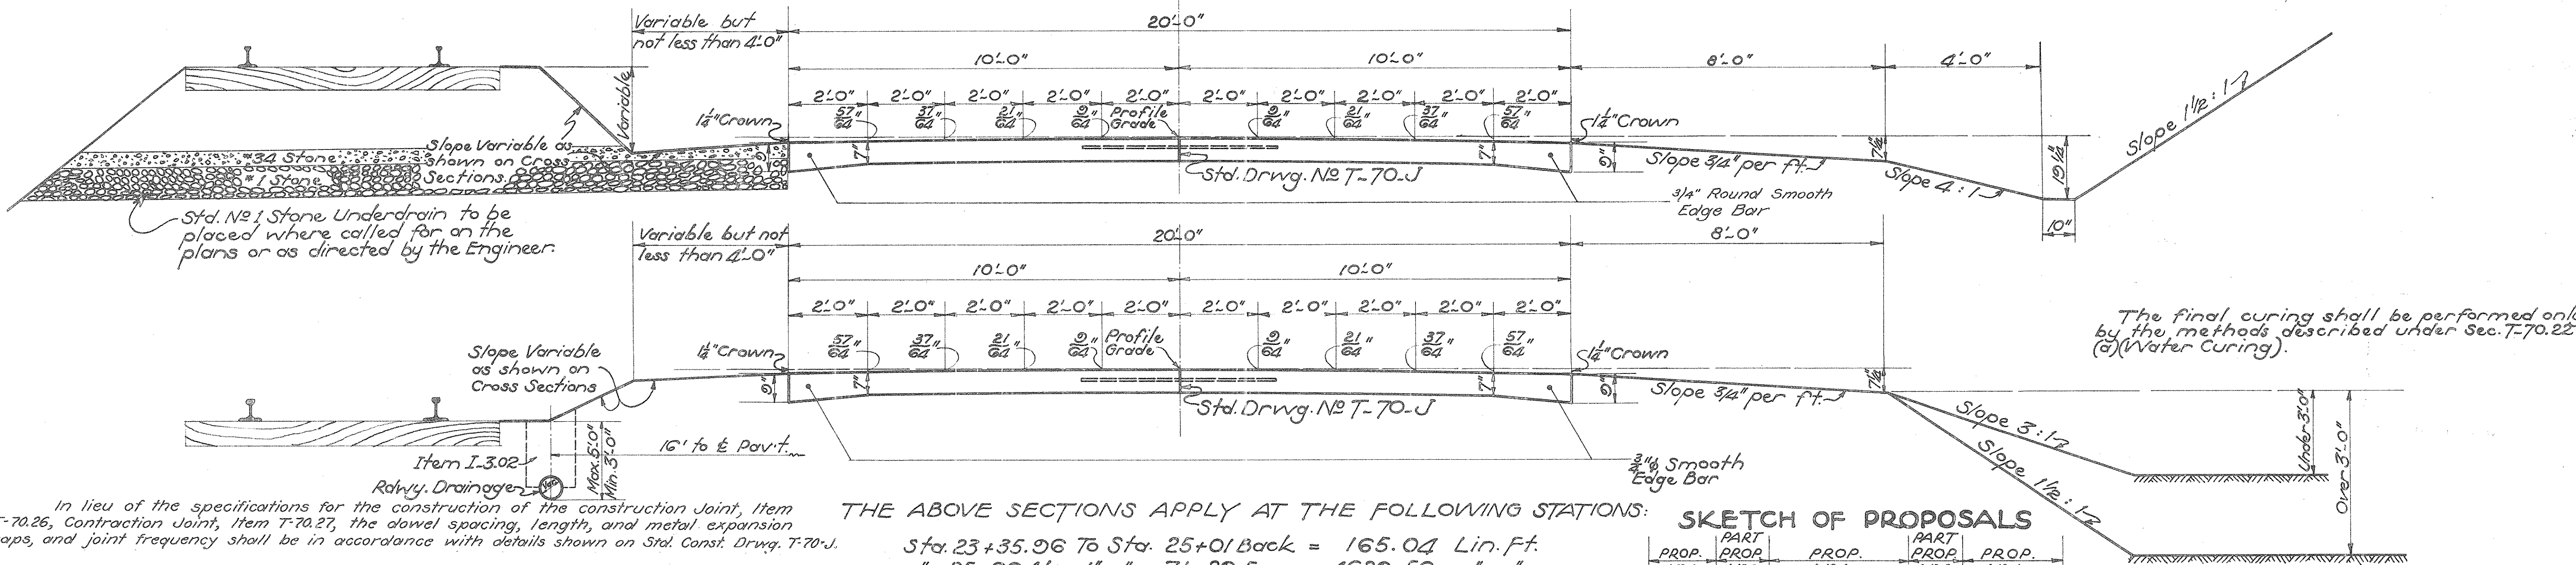 Variable but
not less than 4'-0"
20'-0"
10'-0" 10'-0" 8'-0" 4'-0"
2'-0" 2'-0" 2'-0" 2'-0" 2'-0" 2'-0" 2'-0" 2'-0" 2'-0" 2'-0"
Variable
1¼" Crown 57/64" 37/64" 21/64" 9/64" Profile Grade 9/64" 21/64" 37/64" 57/64" 1¼" Crown
Slope Variable as
shown on Cross
Sections.
#34 Stone
#1 Stone
9" 7" 7" 9"
Slope 3/4" per ft.
7¼"
Slope 4:1
19¼"
Slope 1½:1
10"
Std. Drwg. No T-70-J
3/4" Round Smooth
Edge Bar
Std. No 1 Stone Underdrain to be
placed where called for on the
plans or as directed by the Engineer.
Variable but not
less than 4'-0"
20'-0" 8'-0"
10'-0" 10'-0"
2'-0" 2'-0" 2'-0" 2'-0" 2'-0" 2'-0" 2'-0" 2'-0" 2'-0" 2'-0"
1¼" Crown 57/64" 37/64" 21/64" 9/64" Profile Grade 9/64" 21/64" 37/64" 57/64" 1¼" Crown
Slope Variable
as shown on
Cross Sections
9" 7" 7" 9"
Slope 3/4" per ft.
7¼"
Std. Drwg. No T-70-J
Slope 3:1
Slope 1½:1
Under 3'-0"
Over 3'-0"
16' to ℄ Pav't.
Item I-3.02
Max. 5'-0"
Min. 3'-0"
Rdwy. Drainage
¾"ϕ Smooth
Edge Bar
The final curing shall be performed only
by the methods described under Sec. T-70.22
(a)(Water Curing).
In lieu of the specifications for the construction of the construction Joint, Item
T-70.26, Contraction Joint, Item T-70.27, the dowel spacing, length, and metal expansion
aps, and joint frequency shall be in accordance with details shown on Std. Const. Drwg. T-70-J.
THE ABOVE SECTIONS APPLY AT THE FOLLOWING STATIONS:
Sta. 23+35.96 To Sta. 25+01 Back = 165.04 Lin. Ft.
SKETCH OF PROPOSALS
PROP. PART PROP. PROP. PART PROP. PROP.